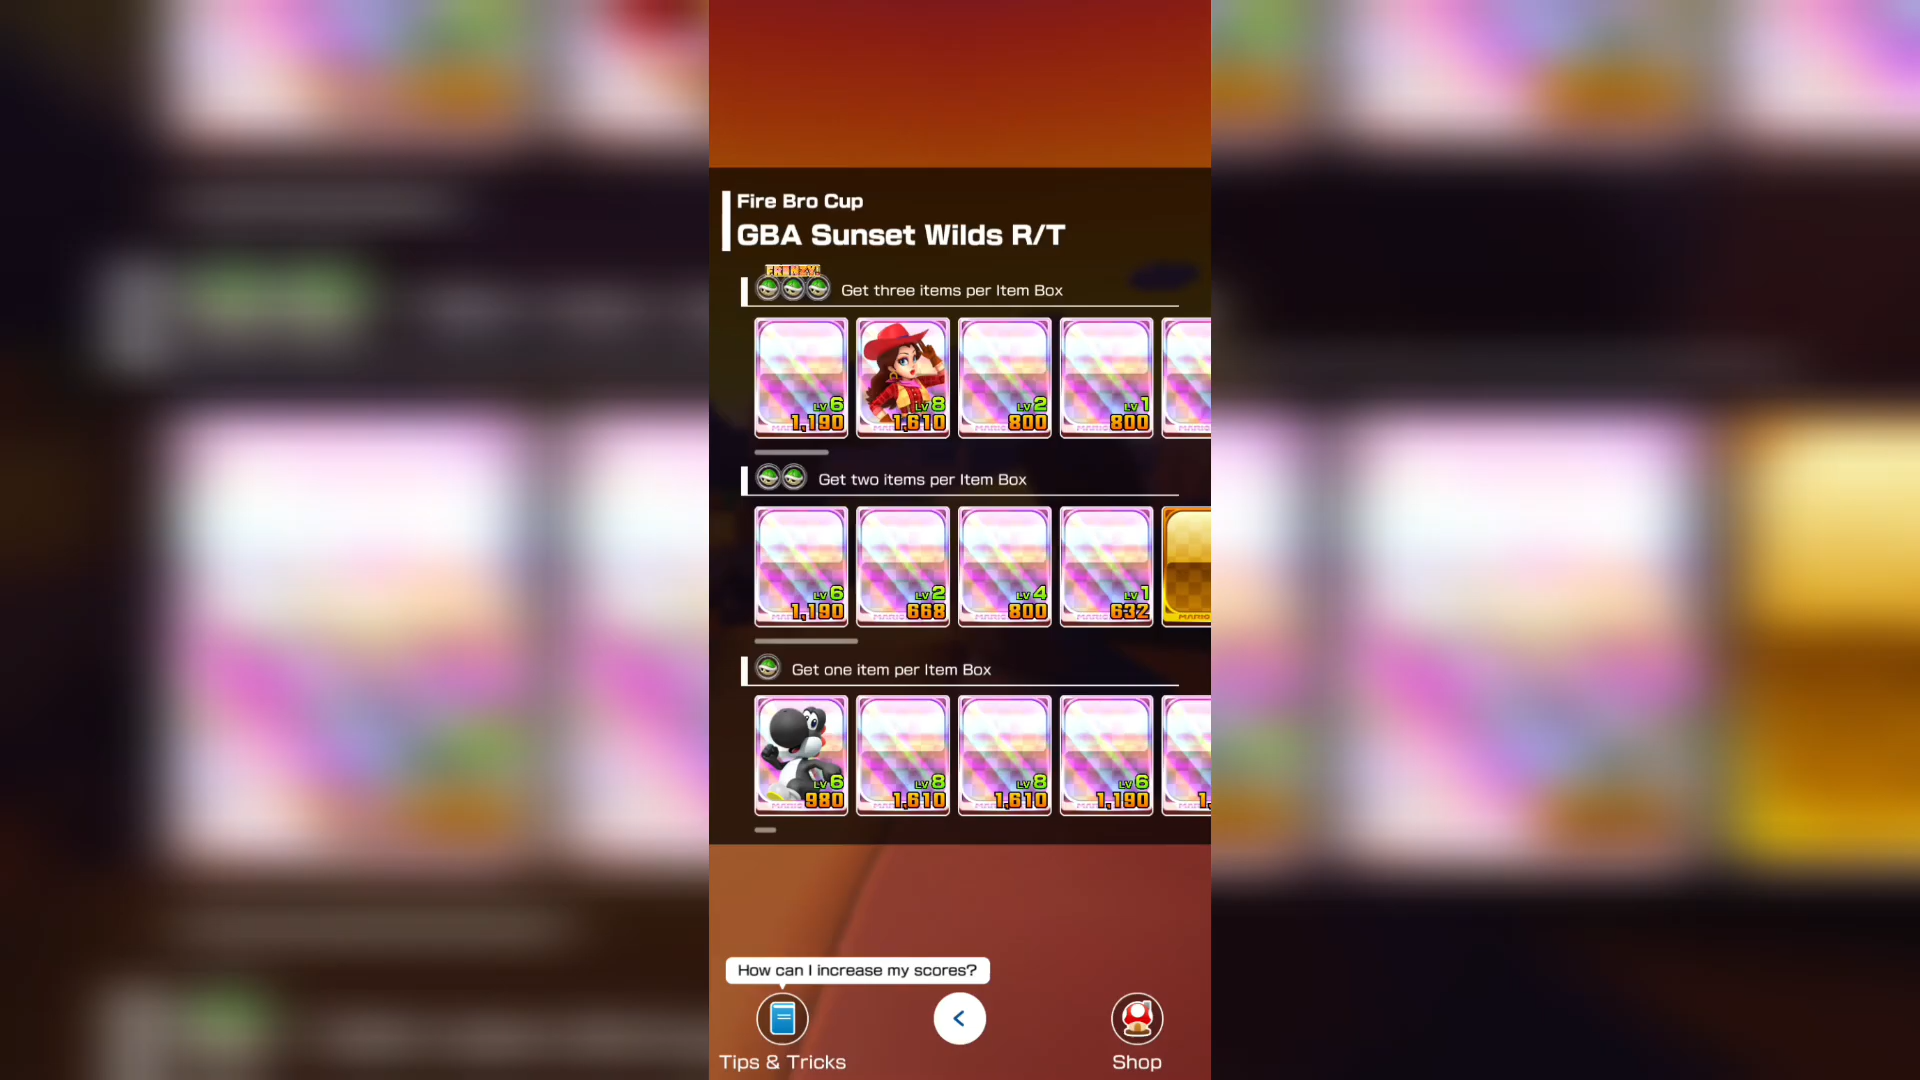 Fire Bro Cup
GBA Sunset Wilds R/T
FRENZY!
Get three items per Item Box
LV 6 LV 8 LV 2 LV 1
1,190 1,610 800 800
Get two items per Item Box
LV 6 LV 2 LV 4 LV 1
1,190 668 800 632
Get one item per Item Box
LV 6 LV 8 LV 8 LV 6
980 1,610 1,610 1,190
How can I increase my scores?
Tips & Tricks
Shop